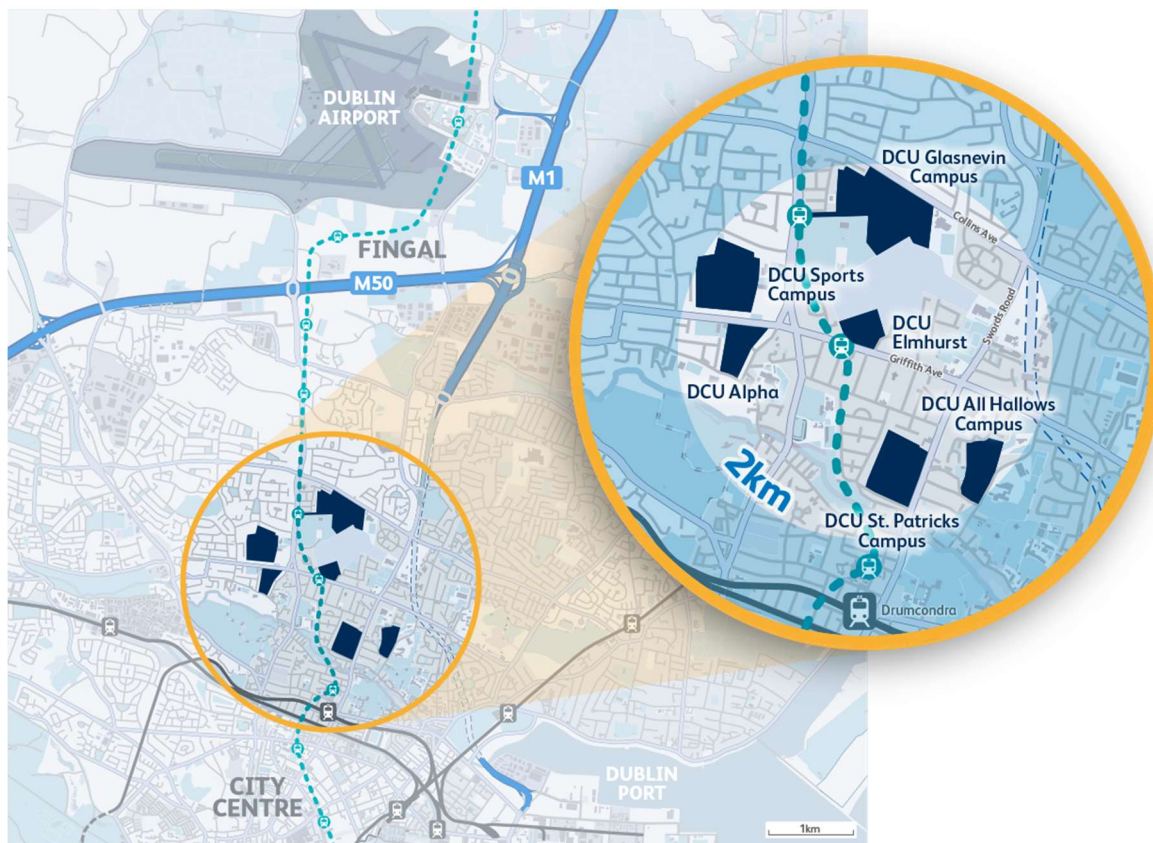 DUBLIN
AIRPORT
M1
FINGAL
M50
CITY
CENTRE
DUBLIN
PORT
1km
DCU Glasnevin
Campus
Collins Ave
DCU Sports
Campus
Swords Road
DCU
Elmhurst
Griffith Ave
DCU Alpha
DCU All Hallows
Campus
2km
DCU St. Patricks
Campus
Drumcondra